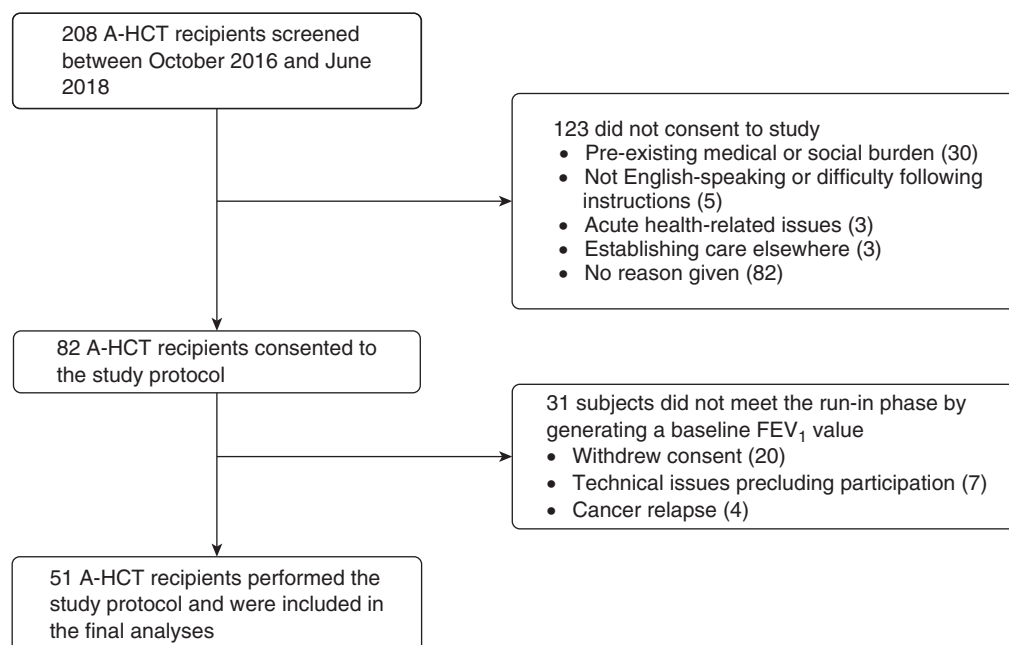 208 A-HCT recipients screened
between October 2016 and June
2018
123 did not consent to study
• Pre-existing medical or social burden (30)
• Not English-speaking or difficulty following
instructions (5)
• Acute health-related issues (3)
• Establishing care elsewhere (3)
• No reason given (82)
82 A-HCT recipients consented to
the study protocol
31 subjects did not meet the run-in phase by
generating a baseline FEV₁ value
• Withdrew consent (20)
• Technical issues precluding participation (7)
• Cancer relapse (4)
51 A-HCT recipients performed the
study protocol and were included in
the final analyses